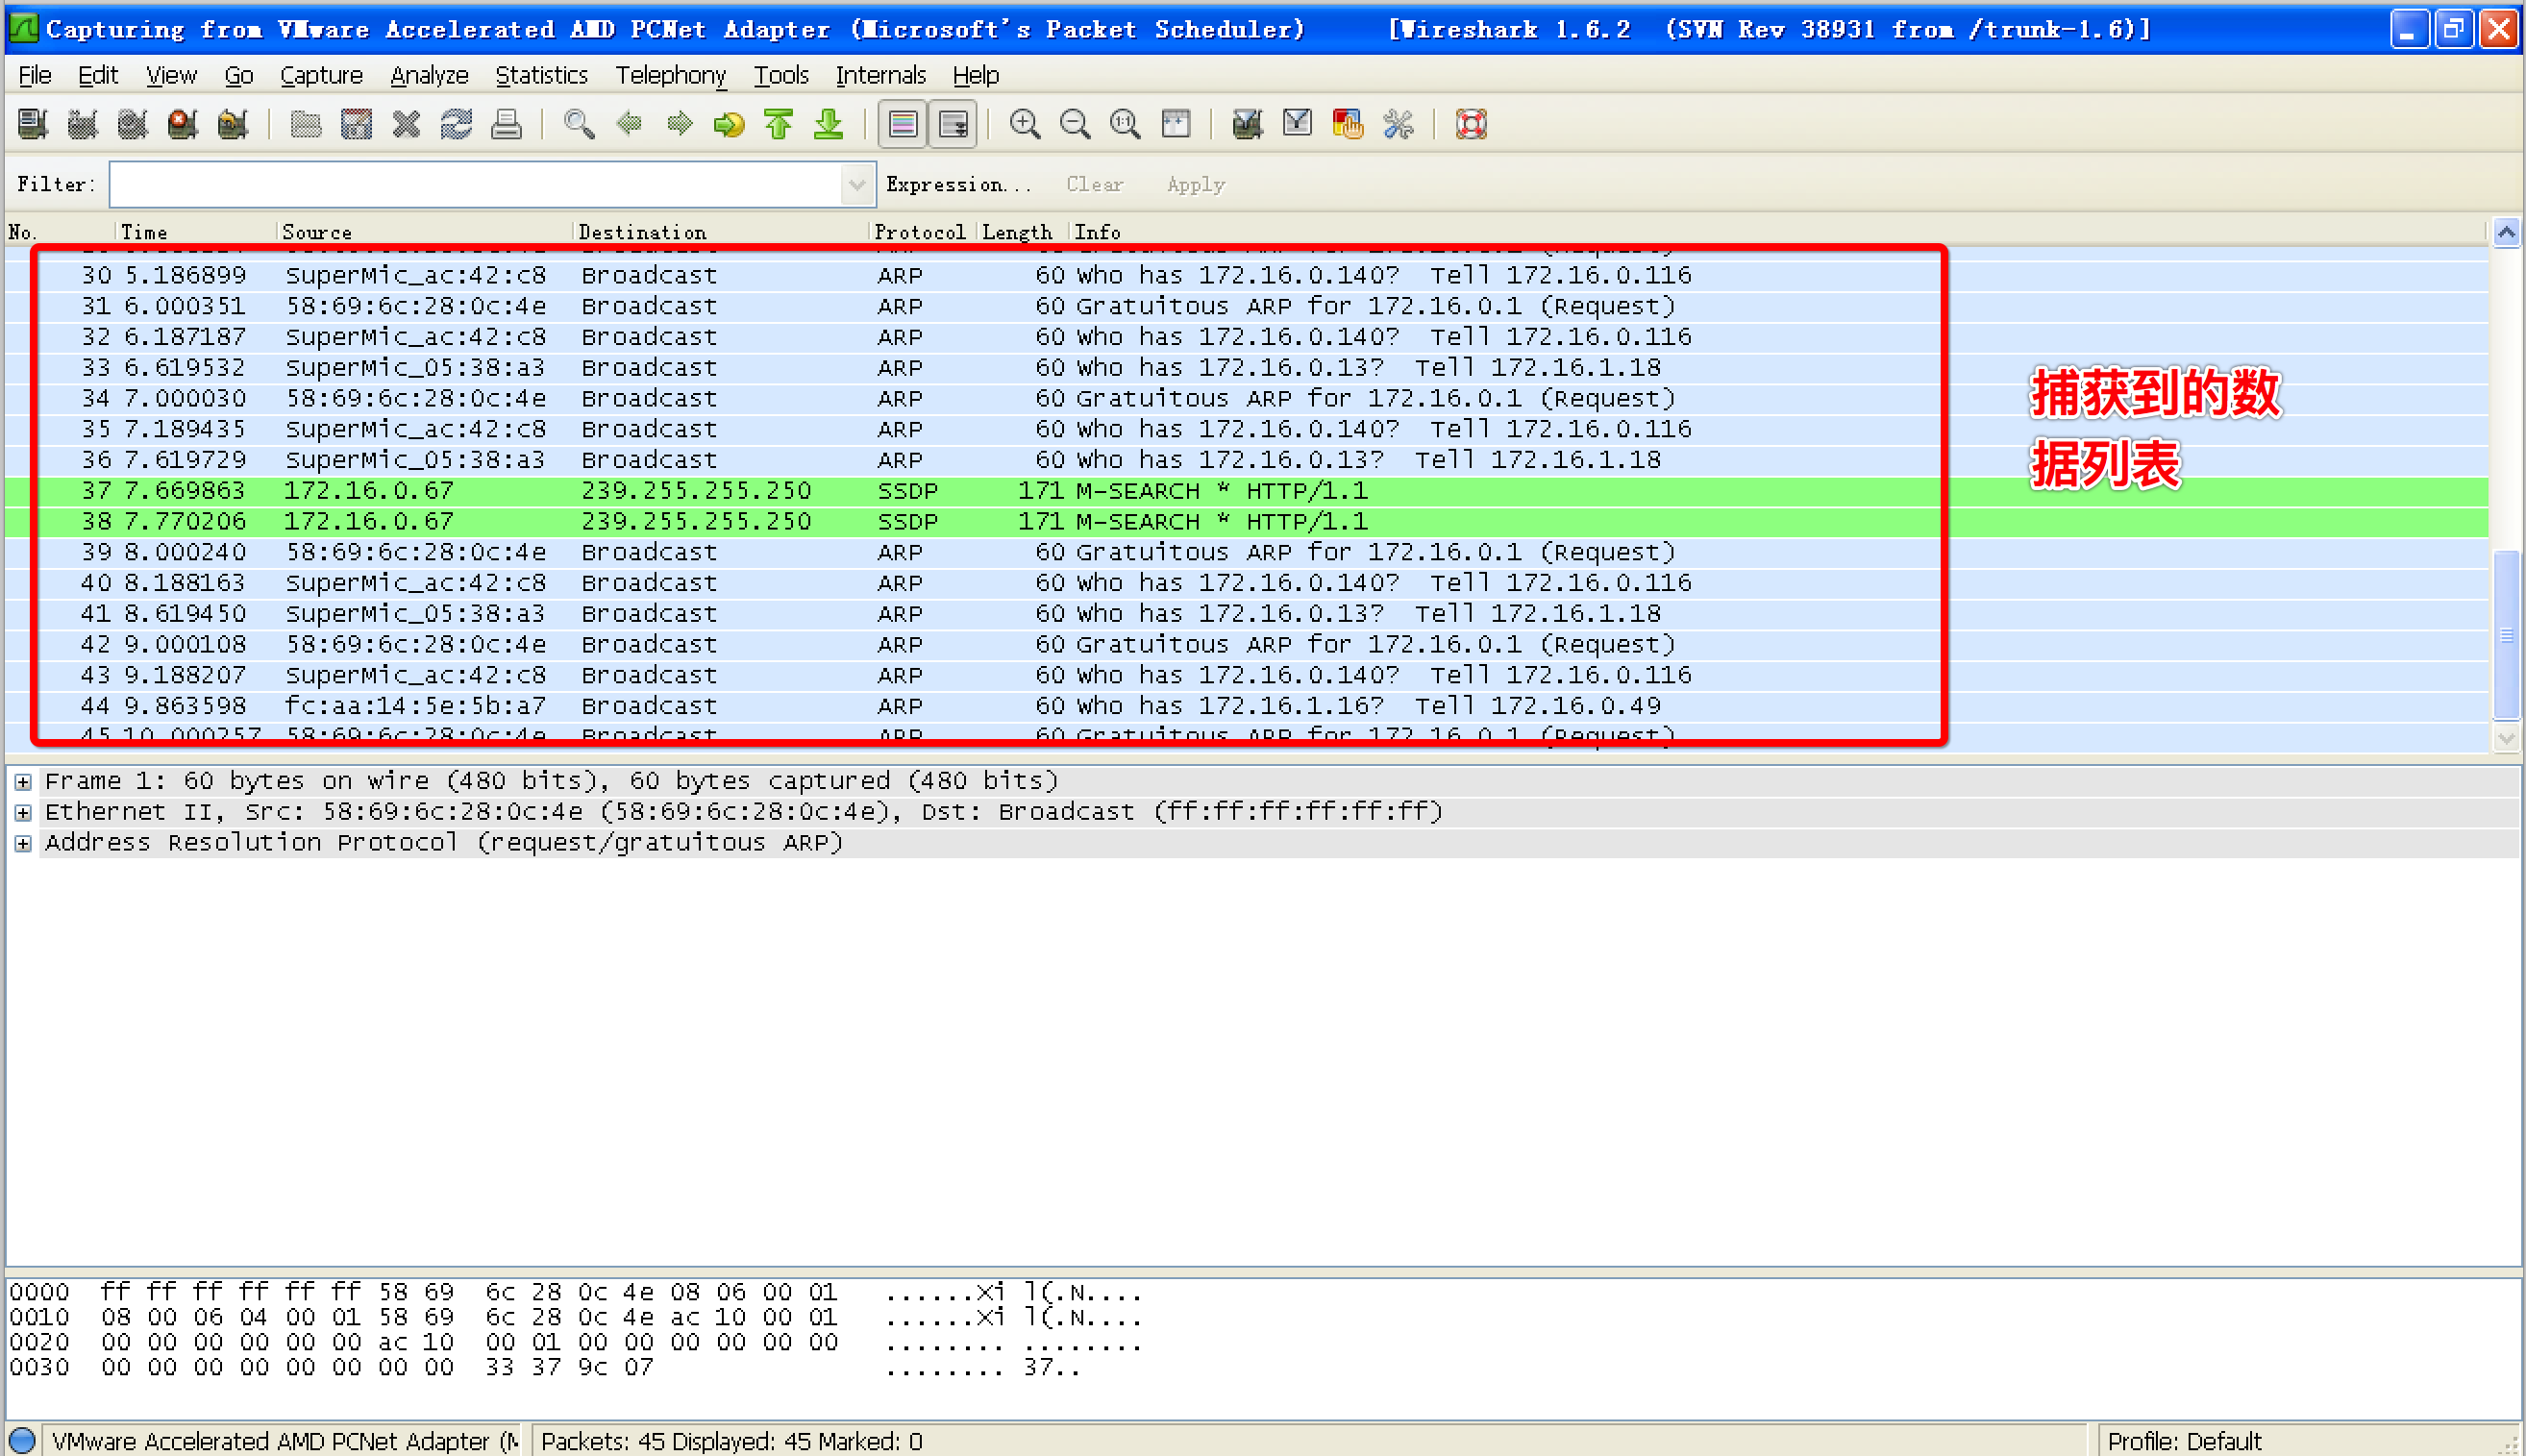 Capturing from VMware Accelerated AMD PCNet Adapter (Microsoft's Packet Scheduler) [Wireshark 1.6.2 (SVN Rev 38931 from /trunk-1.6)]
File Edit View Go Capture Analyze Statistics Telephony Tools Internals Help
Filter: Expression... Clear Apply
No. Time Source Destination Protocol Length Info
30 5.186899 SuperMic_ac:42:c8 Broadcast ARP 60 Who has 172.16.0.140? Tell 172.16.0.116
31 6.000351 58:69:6c:28:0c:4e Broadcast ARP 60 Gratuitous ARP for 172.16.0.1 (Request)
32 6.187187 SuperMic_ac:42:c8 Broadcast ARP 60 Who has 172.16.0.140? Tell 172.16.0.116
33 6.619532 SuperMic_05:38:a3 Broadcast ARP 60 Who has 172.16.0.13? Tell 172.16.1.18
34 7.000030 58:69:6c:28:0c:4e Broadcast ARP 60 Gratuitous ARP for 172.16.0.1 (Request)
35 7.189435 SuperMic_ac:42:c8 Broadcast ARP 60 Who has 172.16.0.140? Tell 172.16.0.116
36 7.619729 SuperMic_05:38:a3 Broadcast ARP 60 Who has 172.16.0.13? Tell 172.16.1.18
37 7.669863 172.16.0.67 239.255.255.250 SSDP 171 M-SEARCH * HTTP/1.1
38 7.770206 172.16.0.67 239.255.255.250 SSDP 171 M-SEARCH * HTTP/1.1
39 8.000240 58:69:6c:28:0c:4e Broadcast ARP 60 Gratuitous ARP for 172.16.0.1 (Request)
40 8.188163 SuperMic_ac:42:c8 Broadcast ARP 60 Who has 172.16.0.140? Tell 172.16.0.116
41 8.619450 SuperMic_05:38:a3 Broadcast ARP 60 Who has 172.16.0.13? Tell 172.16.1.18
42 9.000108 58:69:6c:28:0c:4e Broadcast ARP 60 Gratuitous ARP for 172.16.0.1 (Request)
43 9.188207 SuperMic_ac:42:c8 Broadcast ARP 60 Who has 172.16.0.140? Tell 172.16.0.116
44 9.863598 fc:aa:14:5e:5b:a7 Broadcast ARP 60 Who has 172.16.1.16? Tell 172.16.0.49
45 10.000257 58:69:6c:28:0c:4e Broadcast ARP 60 Gratuitous ARP for 172.16.0.1 (Request)
捕获到的数
据列表
Frame 1: 60 bytes on wire (480 bits), 60 bytes captured (480 bits)
Ethernet II, Src: 58:69:6c:28:0c:4e (58:69:6c:28:0c:4e), Dst: Broadcast (ff:ff:ff:ff:ff:ff)
Address Resolution Protocol (request/gratuitous ARP)
0000 ff ff ff ff ff ff 58 69 6c 28 0c 4e 08 06 00 01 ......Xi l(.N....
0010 08 00 06 04 00 01 58 69 6c 28 0c 4e ac 10 00 01 ......Xi l(.N....
0020 00 00 00 00 00 00 ac 10 00 01 00 00 00 00 00 00 ........ ........
0030 00 00 00 00 00 00 00 00 33 37 9c 07 ........ 37..
VMware Accelerated AMD PCNet Adapter (M Packets: 45 Displayed: 45 Marked: 0 Profile: Default